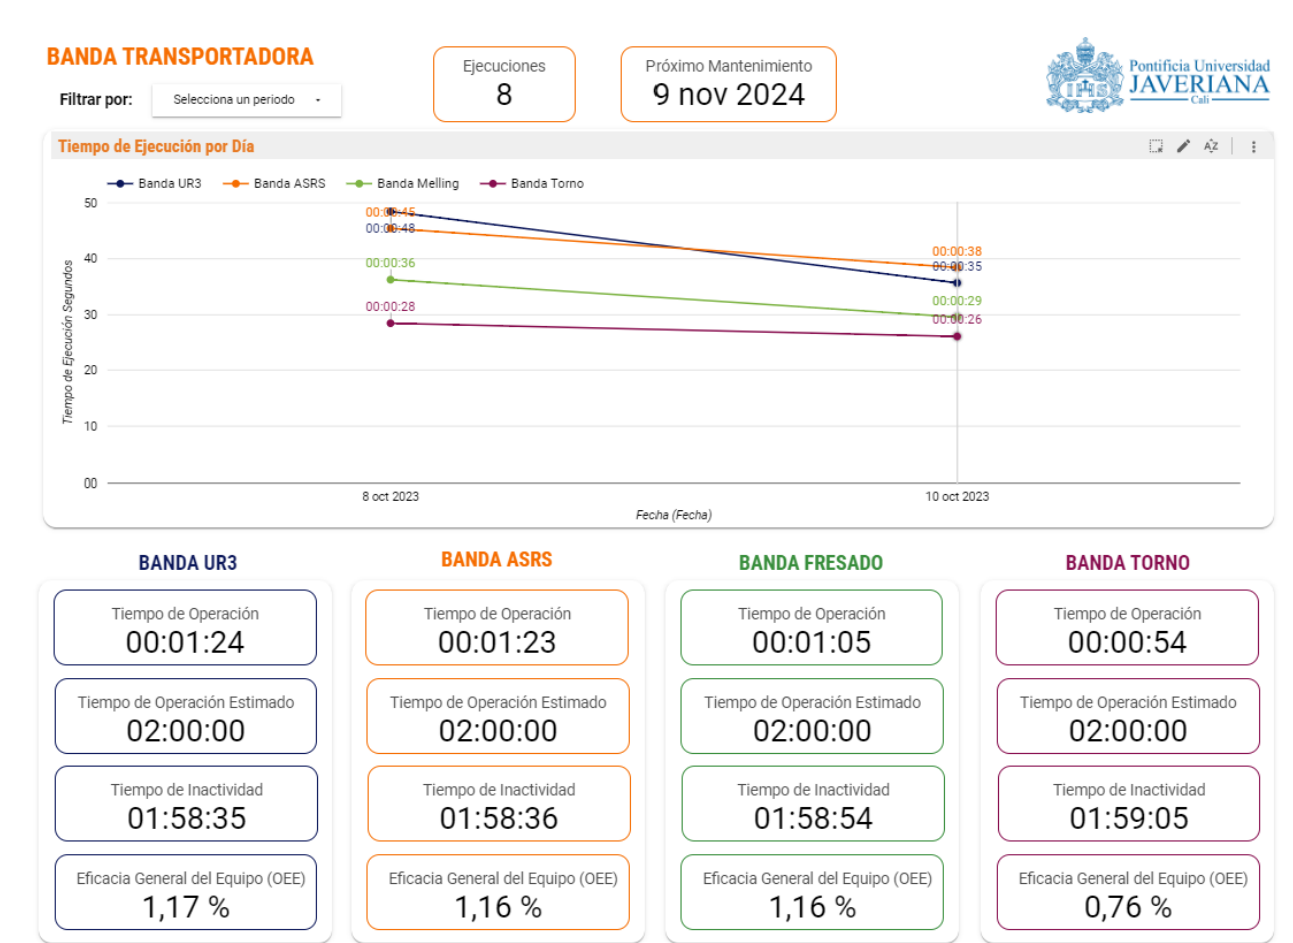 BANDA TRANSPORTADORA
Filtrar por:
Selecciona un periodo
Ejecuciones
8
Próximo Mantenimiento
9 nov 2024
Pontificia Universidad
JAVERIANA
Cali
IHS
Tiempo de Ejecución por Día
AZ
Banda UR3
Banda ASRS
Banda Melling
Banda Torno
Tiempo de Ejecución Segundos
50
40
30
20
10
00
00:00:45
00:00:48
00:00:36
00:00:28
00:00:38
00:00:35
00:00:29
00:00:26
8 oct 2023
10 oct 2023
Fecha (Fecha)
BANDA UR3
Tiempo de Operación
00:01:24
Tiempo de Operación Estimado
02:00:00
Tiempo de Inactividad
01:58:35
Eficacia General del Equipo (OEE)
1,17 %
BANDA ASRS
Tiempo de Operación
00:01:23
Tiempo de Operación Estimado
02:00:00
Tiempo de Inactividad
01:58:36
Eficacia General del Equipo (OEE)
1,16 %
BANDA FRESADO
Tiempo de Operación
00:01:05
Tiempo de Operación Estimado
02:00:00
Tiempo de Inactividad
01:58:54
Eficacia General del Equipo (OEE)
1,16 %
BANDA TORNO
Tiempo de Operación
00:00:54
Tiempo de Operación Estimado
02:00:00
Tiempo de Inactividad
01:59:05
Eficacia General del Equipo (OEE)
0,76 %